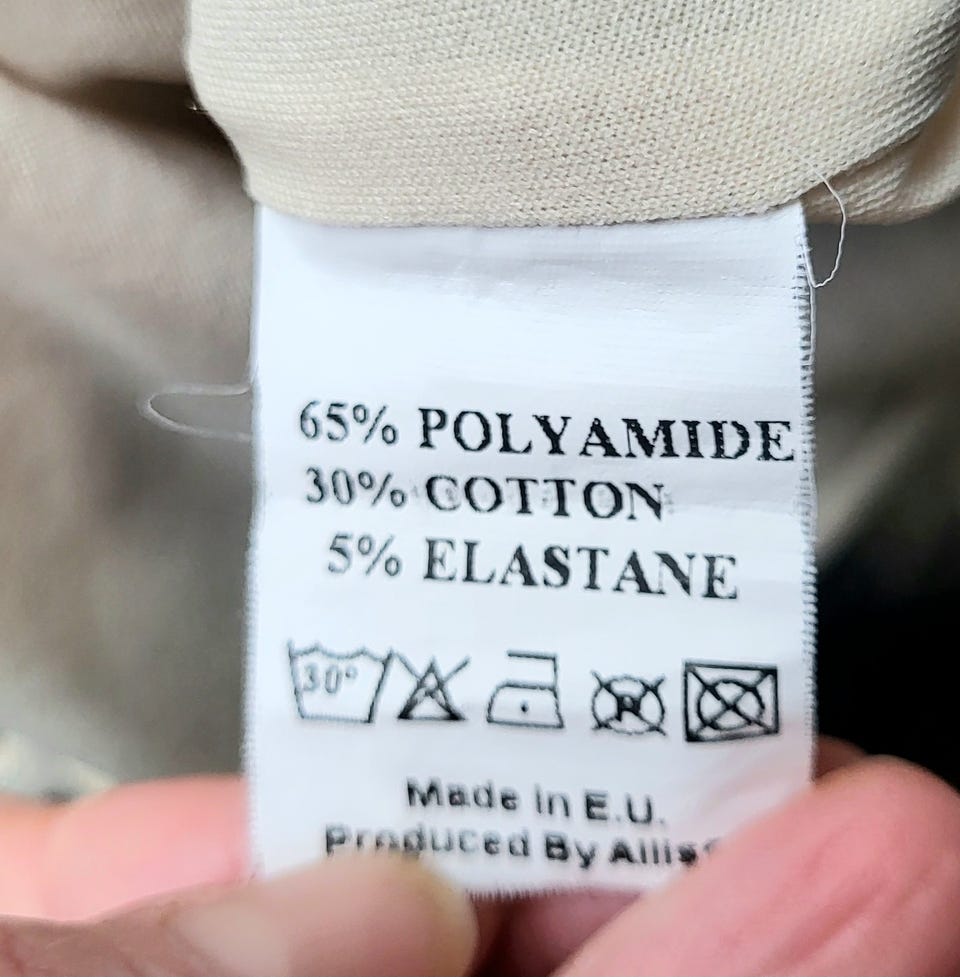 65% POLYAMIDE
30% COTTON
5% ELASTANE
30°
Made in E.U.
Produced By